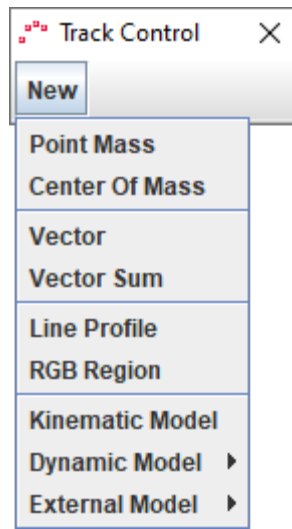 Track Control
New
Point Mass
Center Of Mass
Vector
Vector Sum
Line Profile
RGB Region
Kinematic Model
Dynamic Model
External Model